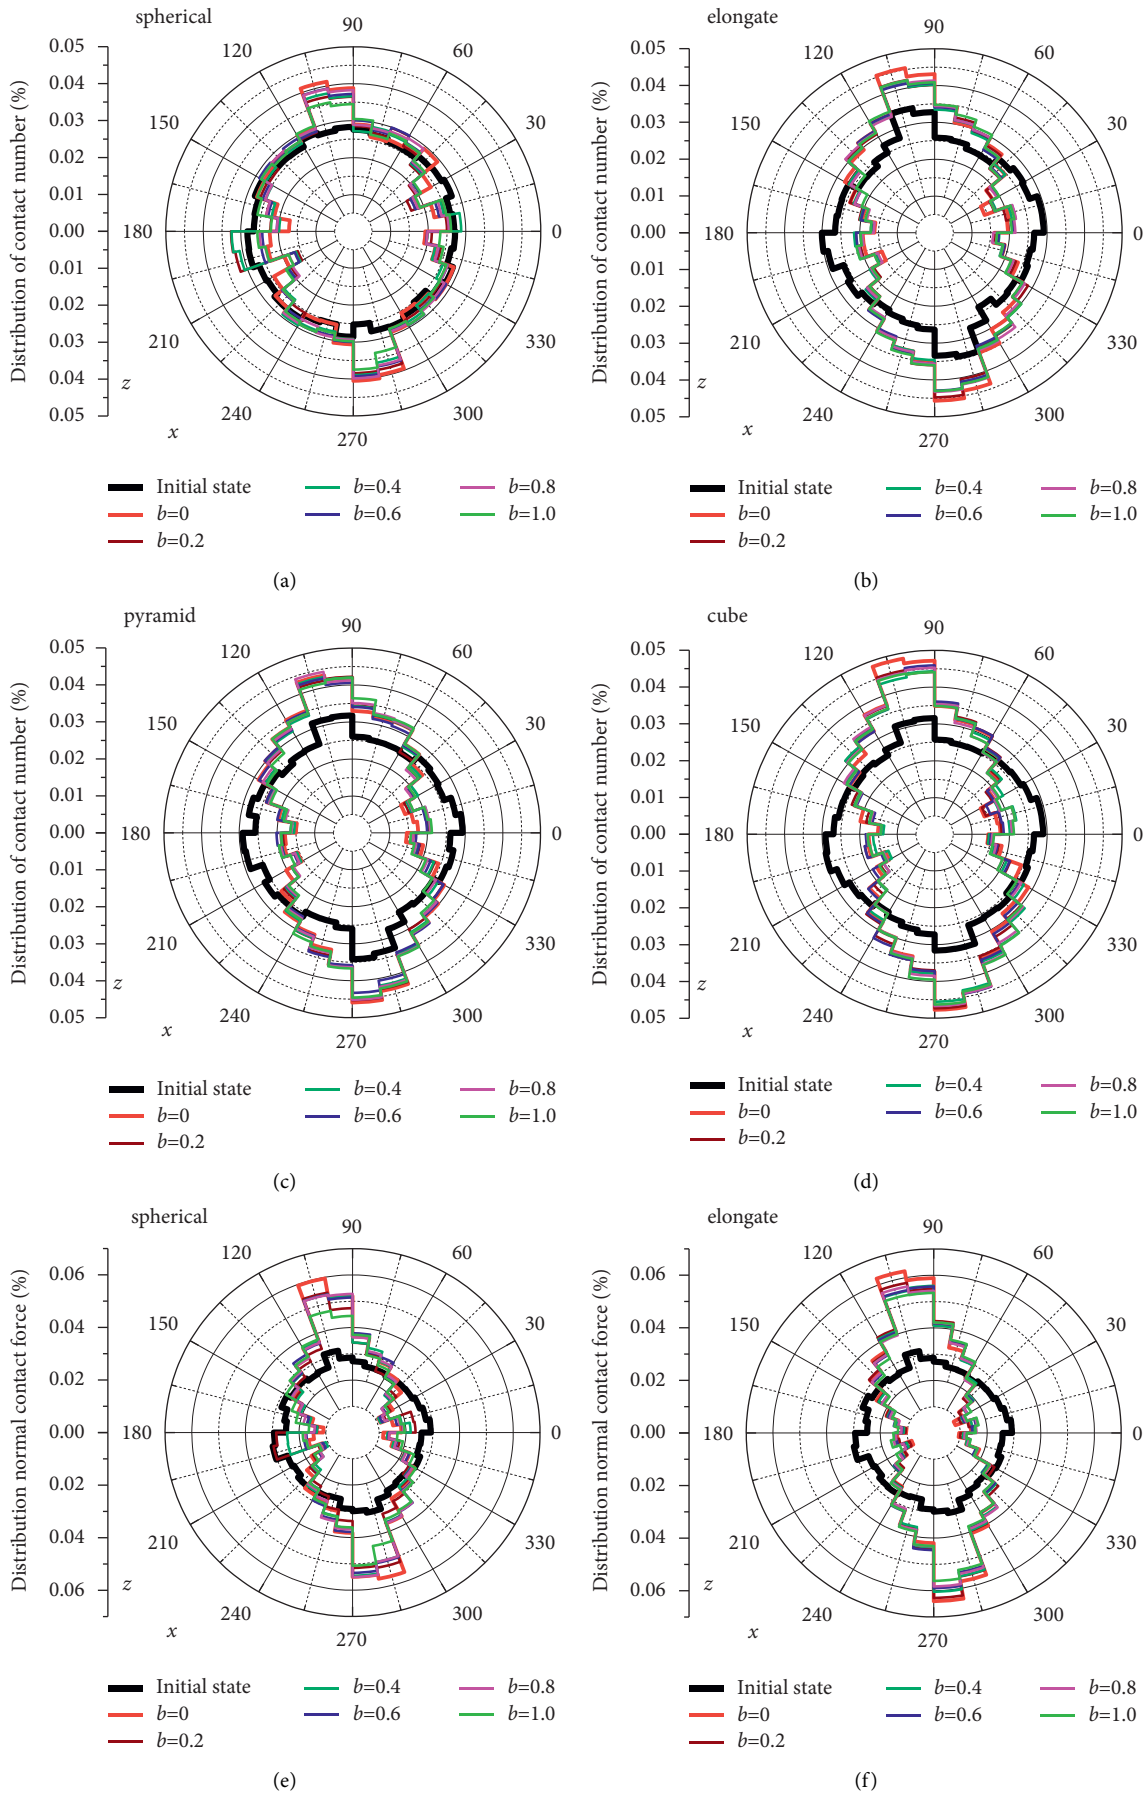 spherical
Distribution of contact number (%)
0.05
0.04
0.03
0.02
0.01
0.00
0.01
0.02
0.03
0.04
0.05
90
120
60
150
30
180
0
210
330
240
300
270
z
x
Initial state
b=0
b=0.2
b=0.4
b=0.6
b=0.8
b=1.0
(a)
elongate
Distribution of contact number (%)
0.05
0.04
0.03
0.02
0.01
0.00
0.01
0.02
0.03
0.04
0.05
90
120
60
150
30
180
0
210
330
240
300
270
z
x
Initial state
b=0
b=0.2
b=0.4
b=0.6
b=0.8
b=1.0
(b)
pyramid
Distribution of contact number (%)
0.05
0.04
0.03
0.02
0.01
0.00
0.01
0.02
0.03
0.04
0.05
90
120
60
150
30
180
0
210
330
240
300
270
z
x
Initial state
b=0
b=0.2
b=0.4
b=0.6
b=0.8
b=1.0
(c)
cube
Distribution of contact number (%)
0.05
0.04
0.03
0.02
0.01
0.00
0.01
0.02
0.03
0.04
0.05
90
120
60
150
30
180
0
210
330
240
300
270
z
x
Initial state
b=0
b=0.2
b=0.4
b=0.6
b=0.8
b=1.0
(d)
spherical
Distribution normal contact force (%)
0.06
0.04
0.02
0.00
0.02
0.04
0.06
90
120
60
150
30
180
0
210
330
240
300
270
z
x
Initial state
b=0
b=0.2
b=0.4
b=0.6
b=0.8
b=1.0
(e)
elongate
Distribution normal contact force (%)
0.06
0.04
0.02
0.00
0.02
0.04
0.06
90
120
60
150
30
180
0
210
330
240
300
270
z
x
Initial state
b=0
b=0.2
b=0.4
b=0.6
b=0.8
b=1.0
(f)